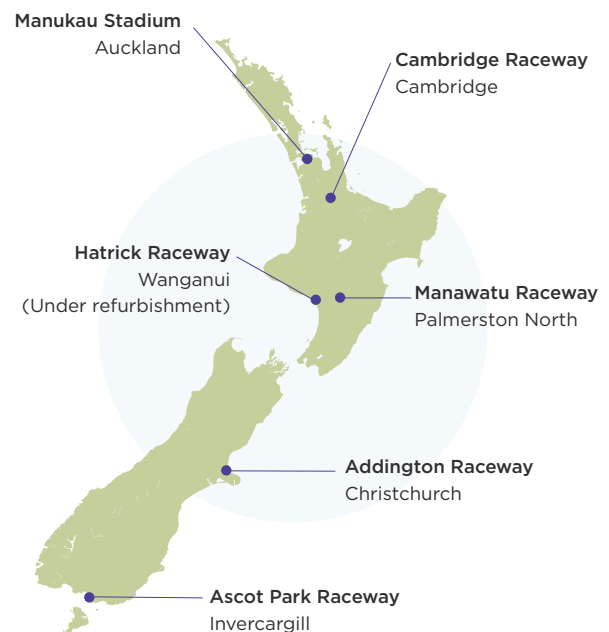 Manukau Stadium
Auckland
Cambridge Raceway
Cambridge
Hatrick Raceway
Wanganui
(Under refurbishment)
Manawatu Raceway
Palmerston North
Addington Raceway
Christchurch
Ascot Park Raceway
Invercargill